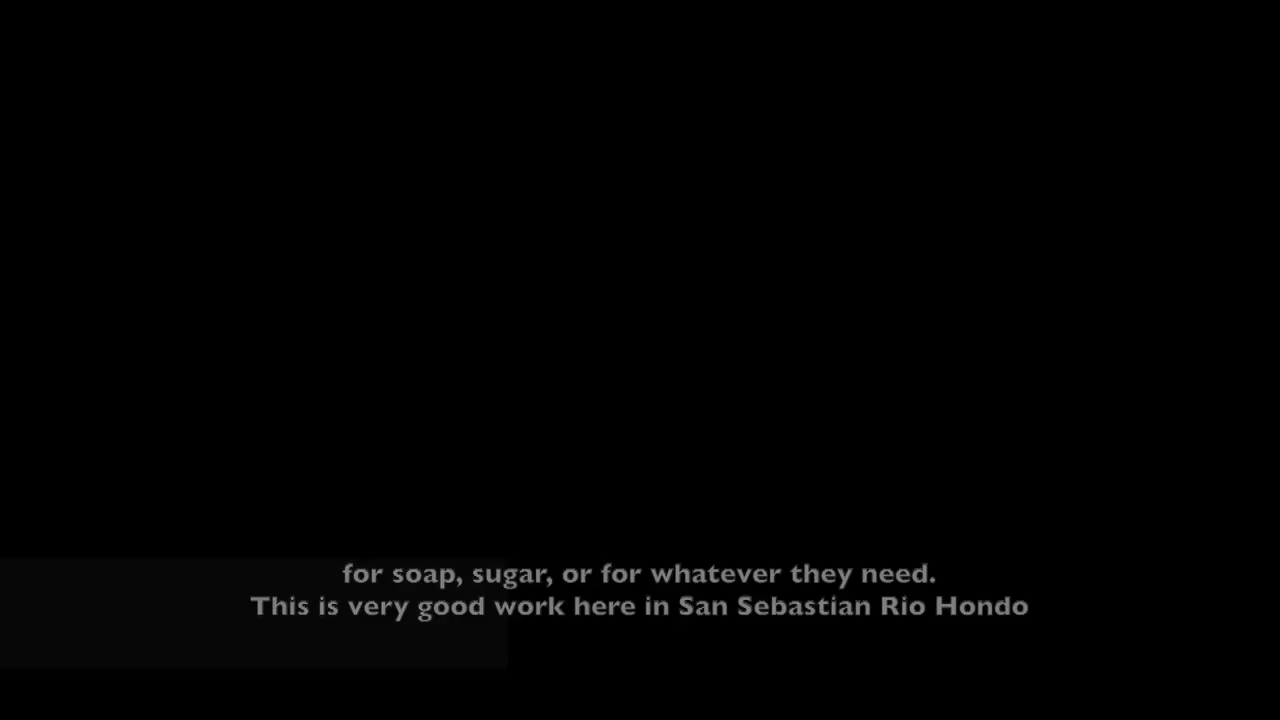 for soap, sugar, or for whatever they need.
This is very good work here in San Sebastian Rio Hondo